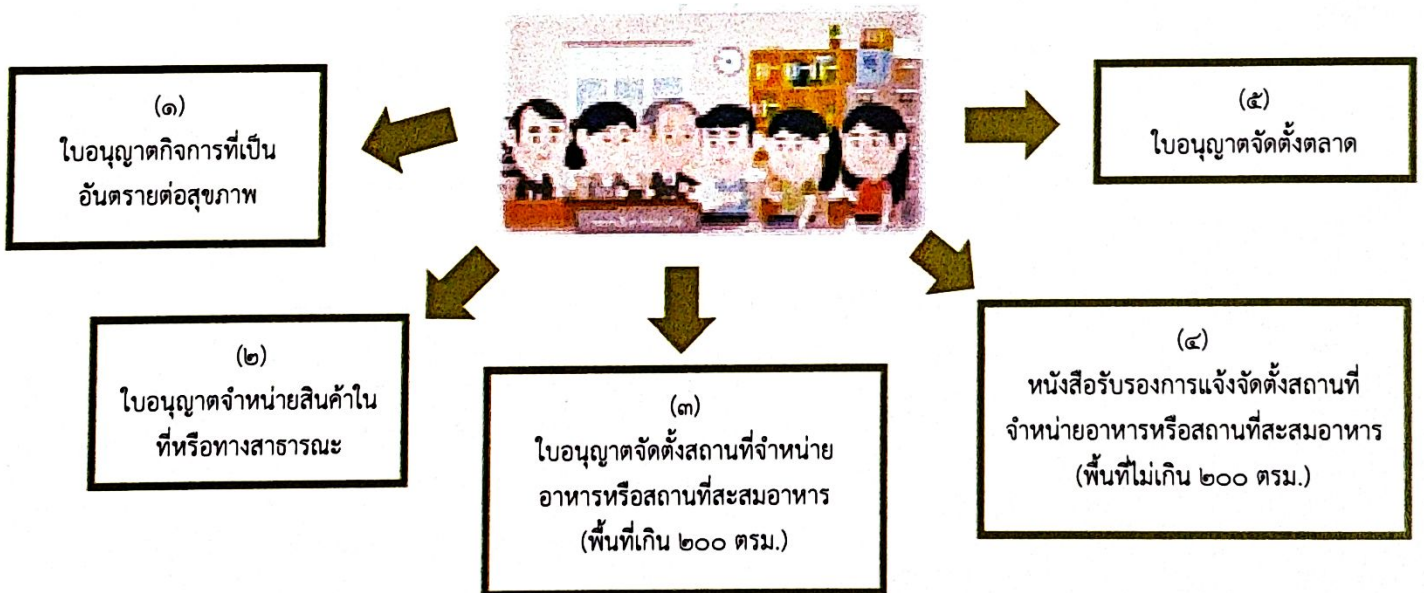 (๑)
ใบอนุญาตกิจการที่เป็น
อันตรายต่อสุขภาพ
(๒)
ใบอนุญาตจำหน่ายสินค้าใน
ที่หรือทางสาธารณะ
(๓)
ใบอนุญาตจัดตั้งสถานที่จำหน่าย
อาหารหรือสถานที่สะสมอาหาร
(พื้นที่เกิน ๒๐๐ ตรม.)
(๔)
หนังสือรับรองการแจ้งจัดตั้งสถานที่
จำหน่ายอาหารหรือสถานที่สะสมอาหาร
(พื้นที่ไม่เกิน ๒๐๐ ตรม.)
(๕)
ใบอนุญาตจัดตั้งตลาด